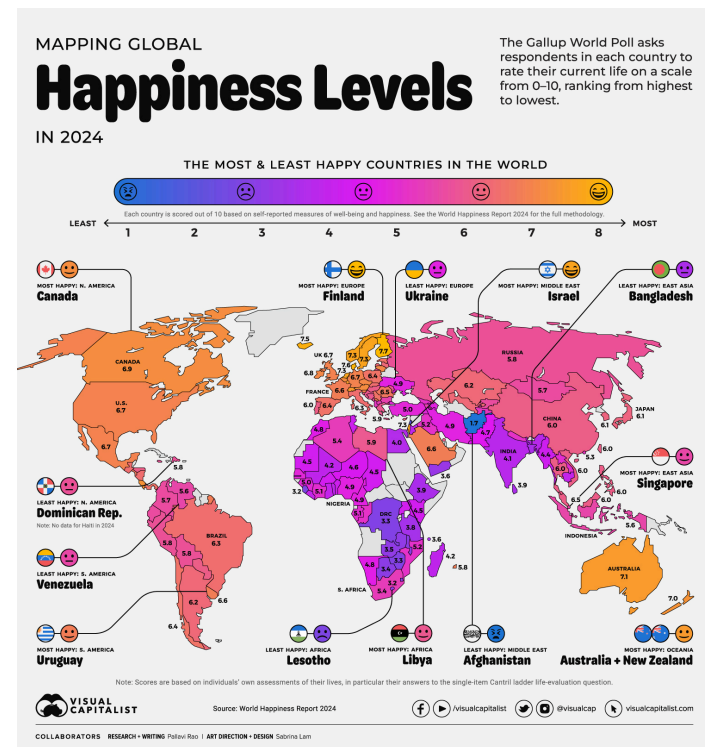 MAPPING GLOBAL
Happiness Levels
IN 2024
The Gallup World Poll asks
respondents in each country to
rate their current life on a scale
from 0–10, ranking from highest
to lowest.
THE MOST & LEAST HAPPY COUNTRIES IN THE WORLD
Each country is scored out of 10 based on self-reported measures of well-being and happiness. See the World Happiness Report 2024 for the full methodology.
LEAST
MOST
1 2 3 4 5 6 7 8
MOST HAPPY: N. AMERICA
Canada
MOST HAPPY: EUROPE
Finland
LEAST HAPPY: EUROPE
Ukraine
MOST HAPPY: MIDDLE EAST
Israel
LEAST HAPPY: EAST ASIA
Bangladesh
CANADA
6.9
U.S.
6.7
6.7
5.8
7.5
UK 6.7
6.8
7.6
7.3
7.3
7.3
7.7
6.7
6.4
FRANCE
6.6
6.5
4.9
6.0
6.4
6.3
5.9
5.0
7.3
5.2
RUSSIA
5.8
6.2
5.7
CHINA
6.0
JAPAN
6.1
6.1
4.9
1.7
4.7
INDIA
4.1
4.4
3.9
6.0
6.0
5.3
6.0
6.0
6.5
6.0
5.6
INDONESIA
4.8
5.4
5.9
4.0
6.6
3.6
4.5
4.2
4.6
4.5
5.0
3.2
5.1
4.9
4.9
NIGERIA
5.1
3.9
4.5
DRC
3.3
3.8
3.6
3.5
5.2
4.2
5.8
4.8
3.4
3.3
3.2
5.4
S. AFRICA
5.6
5.7
5.8
5.8
BRAZIL
6.3
6.2
6.6
6.4
AUSTRALIA
7.1
7.0
LEAST HAPPY: N. AMERICA
Dominican Rep.
Note: No data for Haiti in 2024
LEAST HAPPY: S. AMERICA
Venezuela
MOST HAPPY: S. AMERICA
Uruguay
MOST HAPPY: EAST ASIA
Singapore
LEAST HAPPY: AFRICA
Lesotho
MOST HAPPY: AFRICA
Libya
LEAST HAPPY: MIDDLE EAST
Afghanistan
MOST HAPPY: OCEANIA
Australia + New Zealand
Note: Scores are based on individuals' own assessments of their lives, in particular their answers to the single-item Cantril ladder life-evaluation question.
VISUAL
CAPITALIST
Source: World Happiness Report 2024
/visualcapitalist
@visualcap
visualcapitalist.com
COLLABORATORS RESEARCH + WRITING Pallavi Rao | ART DIRECTION + DESIGN Sabrina Lam